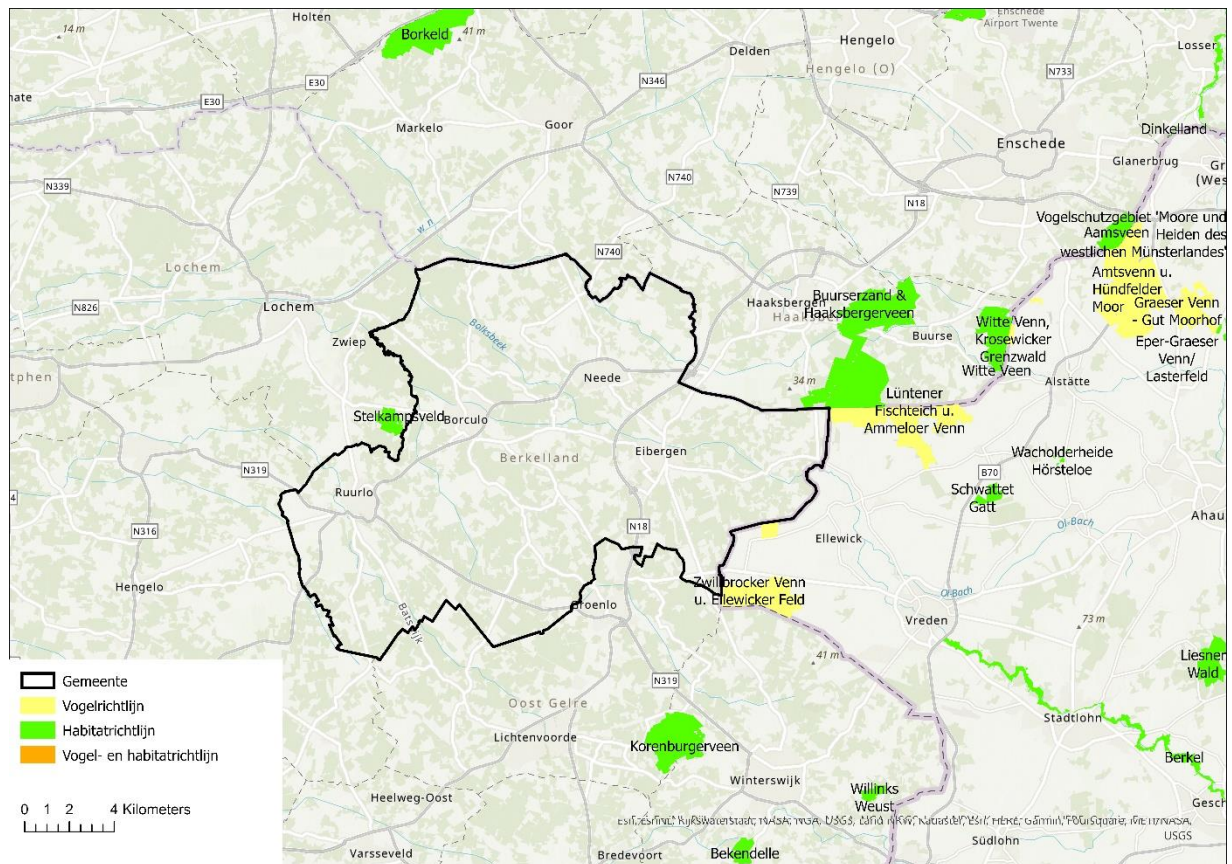 Holten
14 m
Borkeld
41 m
Enschede
Airport Twente
Hengelo
Hengelo (O)
Delden
Losser
N733
N346
E30
E30
Markelo
Goor
Dinkelland
Enschede
Glanerbrug
N339
N740
N739
N18
Vogelschutzgebiet 'Moore und
Aamsveen
Heiden des
westlichen Münsterlandes'
N740
Lochem
Amtsvenn u.
Hündfelder
Moor
Graeser Venn
- Gut Moorhof
N826
Lochem
Haaksbergen
Buurserzand &
Haaksbergerveen
Buurse
Witte Venn,
Krosewicker
Grenzwald
Witte Veen
Eper-Graeser
Venn/
Lasterfeld
Zwiep
Bolksbeek
Neede
34 m
Alstätte
Lüntener
Fischteich u.
Ammeloer Venn
Stelkampsveld
Borculo
Berkelland
Eibergen
Wacholderheide
Hörsteloe
N319
B70
Schwattet
Gatt
Ruurlo
Ahau
N316
N18
Ellewick
Ol-Bach
Hengelo
Zwillbrocker Venn
u. Ellewicker Feld
Ol-Bach
Groenlo
Vreden
73 m
41 m
Liesner
Wald
N319
Oost Gelre
Stadtlohn
Lichtenvoorde
Korenburgerveen
Berkel
Winterswijk
Gesch
Heelweg-Oost
Willinks
Weust
Südlohn
Varsseveld
Bredevoort
Bekendelle
Gemeente
Vogelrichtlijn
Habitatrichtlijn
Vogel- en habitatrichtlijn
0 1 2 4 Kilometers
USGS